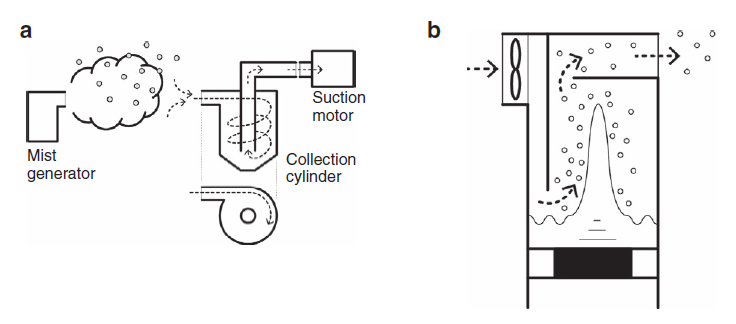 a
b
Mist
generator
Suction
motor
Collection
cylinder